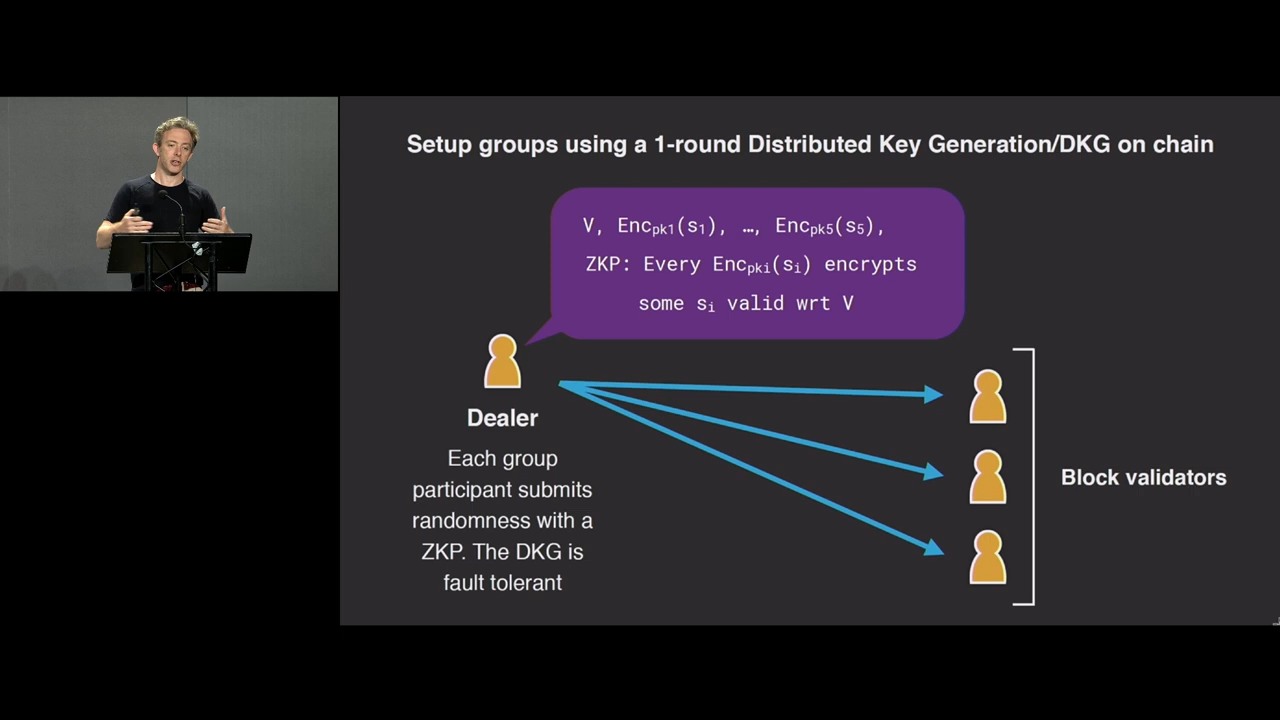 Setup groups using a 1-round Distributed Key Generation/DKG on chain
V, Encpk1(s1), …, Encpk5(s5),
ZKP: Every Encpki(si) encrypts
some si valid wrt V
Dealer
Each group
participant submits
randomness with a
ZKP. The DKG is
fault tolerant
Block validators